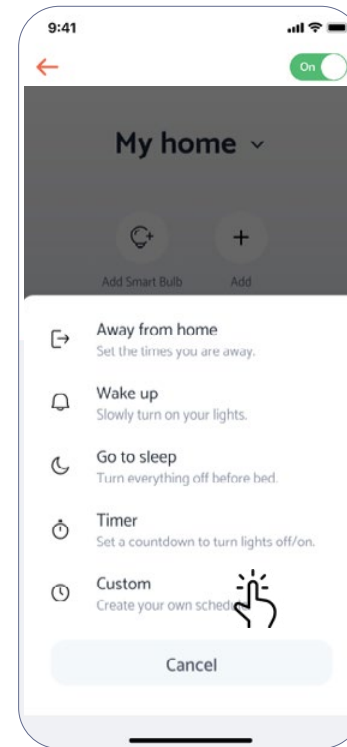 9:41
On
My home
Add Smart Bulb
Add
Away from home
Set the times you are away.
Wake up
Slowly turn on your lights.
Go to sleep
Turn everything off before bed.
Timer
Set a countdown to turn lights off/on.
Custom
Create your own
Cancel